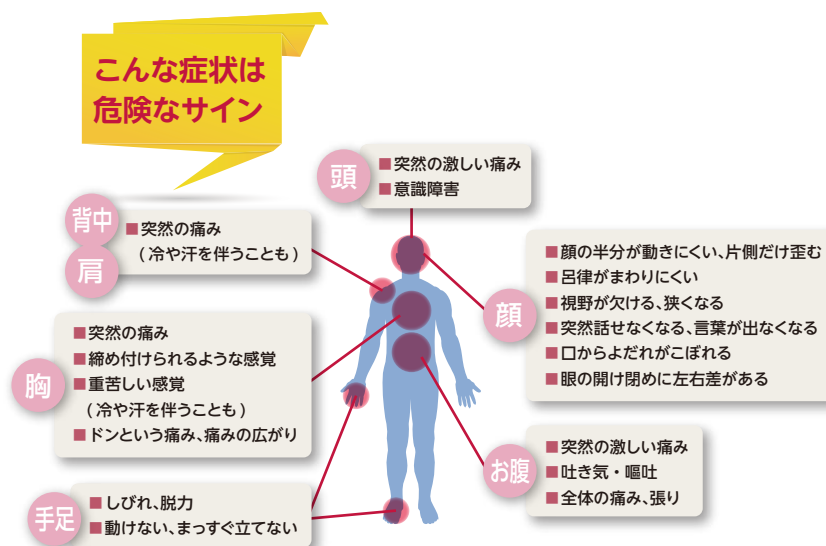 こんな症状は
危険なサイン
頭
■突然の激しい痛み
■意識障害
背中
肩
■突然の痛み
(冷や汗を伴うことも)
顔
■顔の半分が動きにくい、片側だけ歪む
■呂律がまわりにくい
■視野が欠ける、狭くなる
■突然話せなくなる、言葉が出なくなる
■口からよだれがこぼれる
■眼の開け閉めに左右差がある
胸
■突然の痛み
■締め付けられるような感覚
■重苦しい感覚
(冷や汗を伴うことも)
■ドンという痛み、痛みの広がり
お腹
■突然の激しい痛み
■吐き気・嘔吐
■全体の痛み、張り
手足
■しびれ、脱力
■動けない、まっすぐ立てない